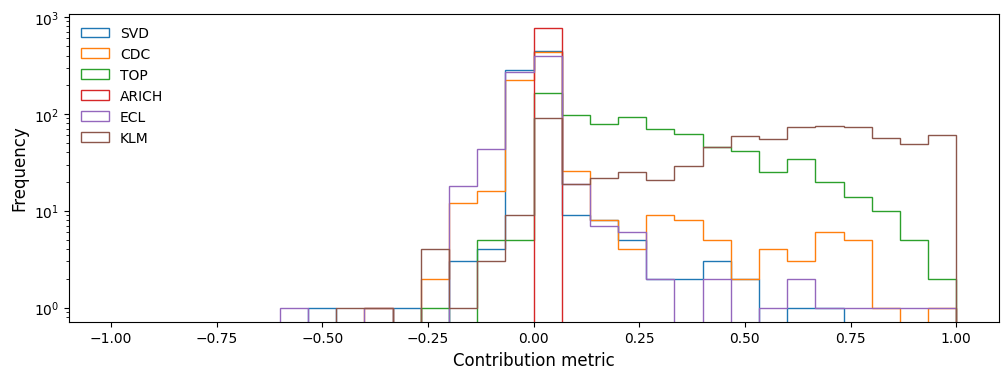 10³
10²
10¹
10⁰
Frequency
SVD
CDC
TOP
ARICH
ECL
KLM
−1.00 −0.75 −0.50 −0.25 0.00 0.25 0.50 0.75 1.00
Contribution metric